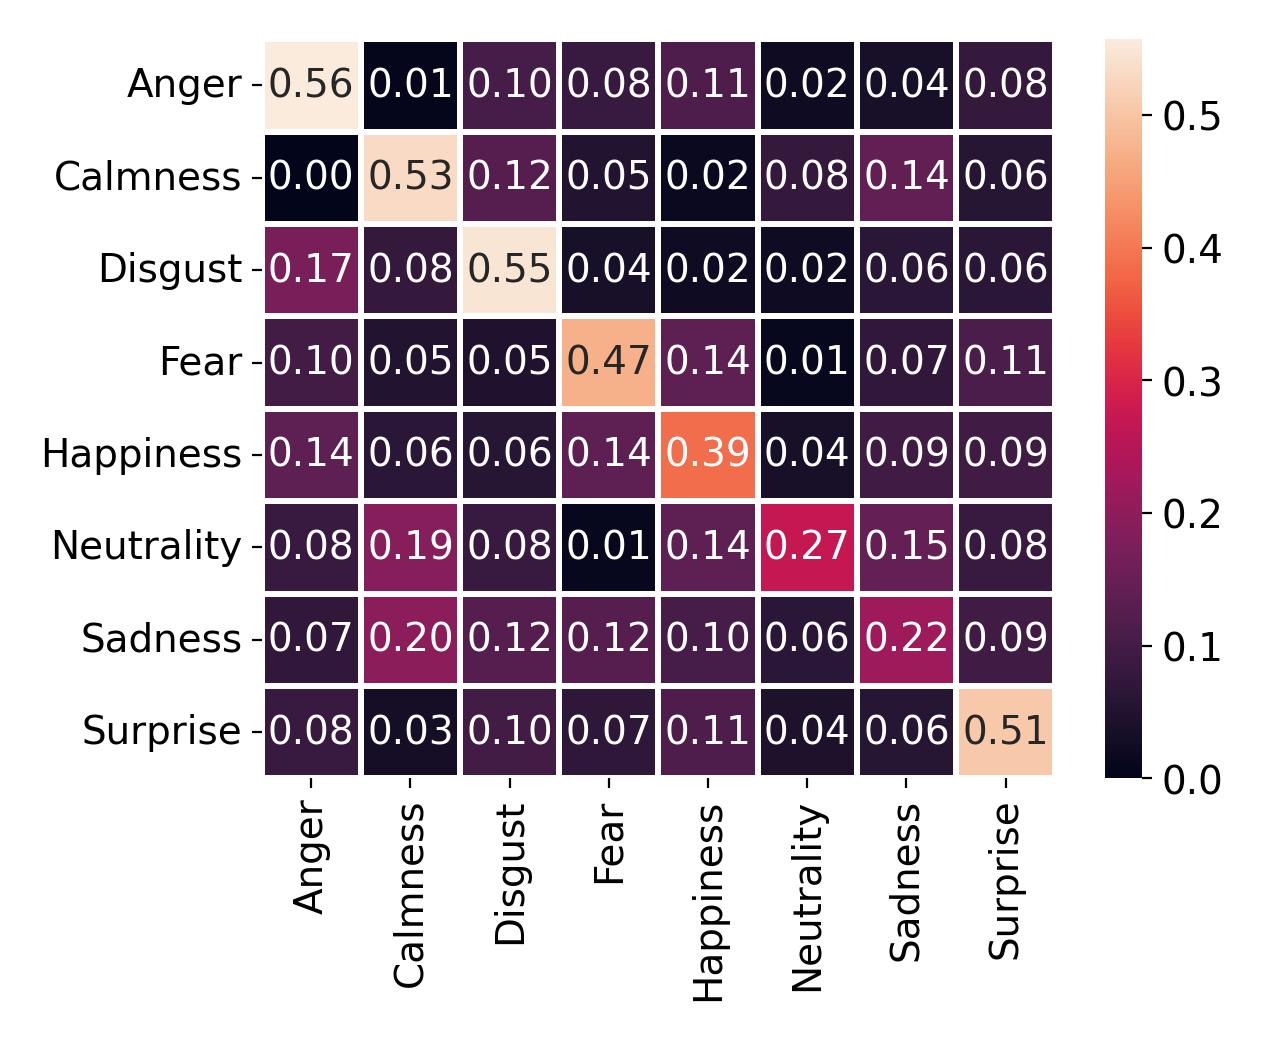 Anger 0.56 0.01 0.10 0.08 0.11 0.02 0.04 0.08
Calmness 0.00 0.53 0.12 0.05 0.02 0.08 0.14 0.06
Disgust 0.17 0.08 0.55 0.04 0.02 0.02 0.06 0.06
Fear 0.10 0.05 0.05 0.47 0.14 0.01 0.07 0.11
Happiness 0.14 0.06 0.06 0.14 0.39 0.04 0.09 0.09
Neutrality 0.08 0.19 0.08 0.01 0.14 0.27 0.15 0.08
Sadness 0.07 0.20 0.12 0.12 0.10 0.06 0.22 0.09
Surprise 0.08 0.03 0.10 0.07 0.11 0.04 0.06 0.51
Anger Calmness Disgust Fear Happiness Neutrality Sadness Surprise
0.5
0.4
0.3
0.2
0.1
0.0